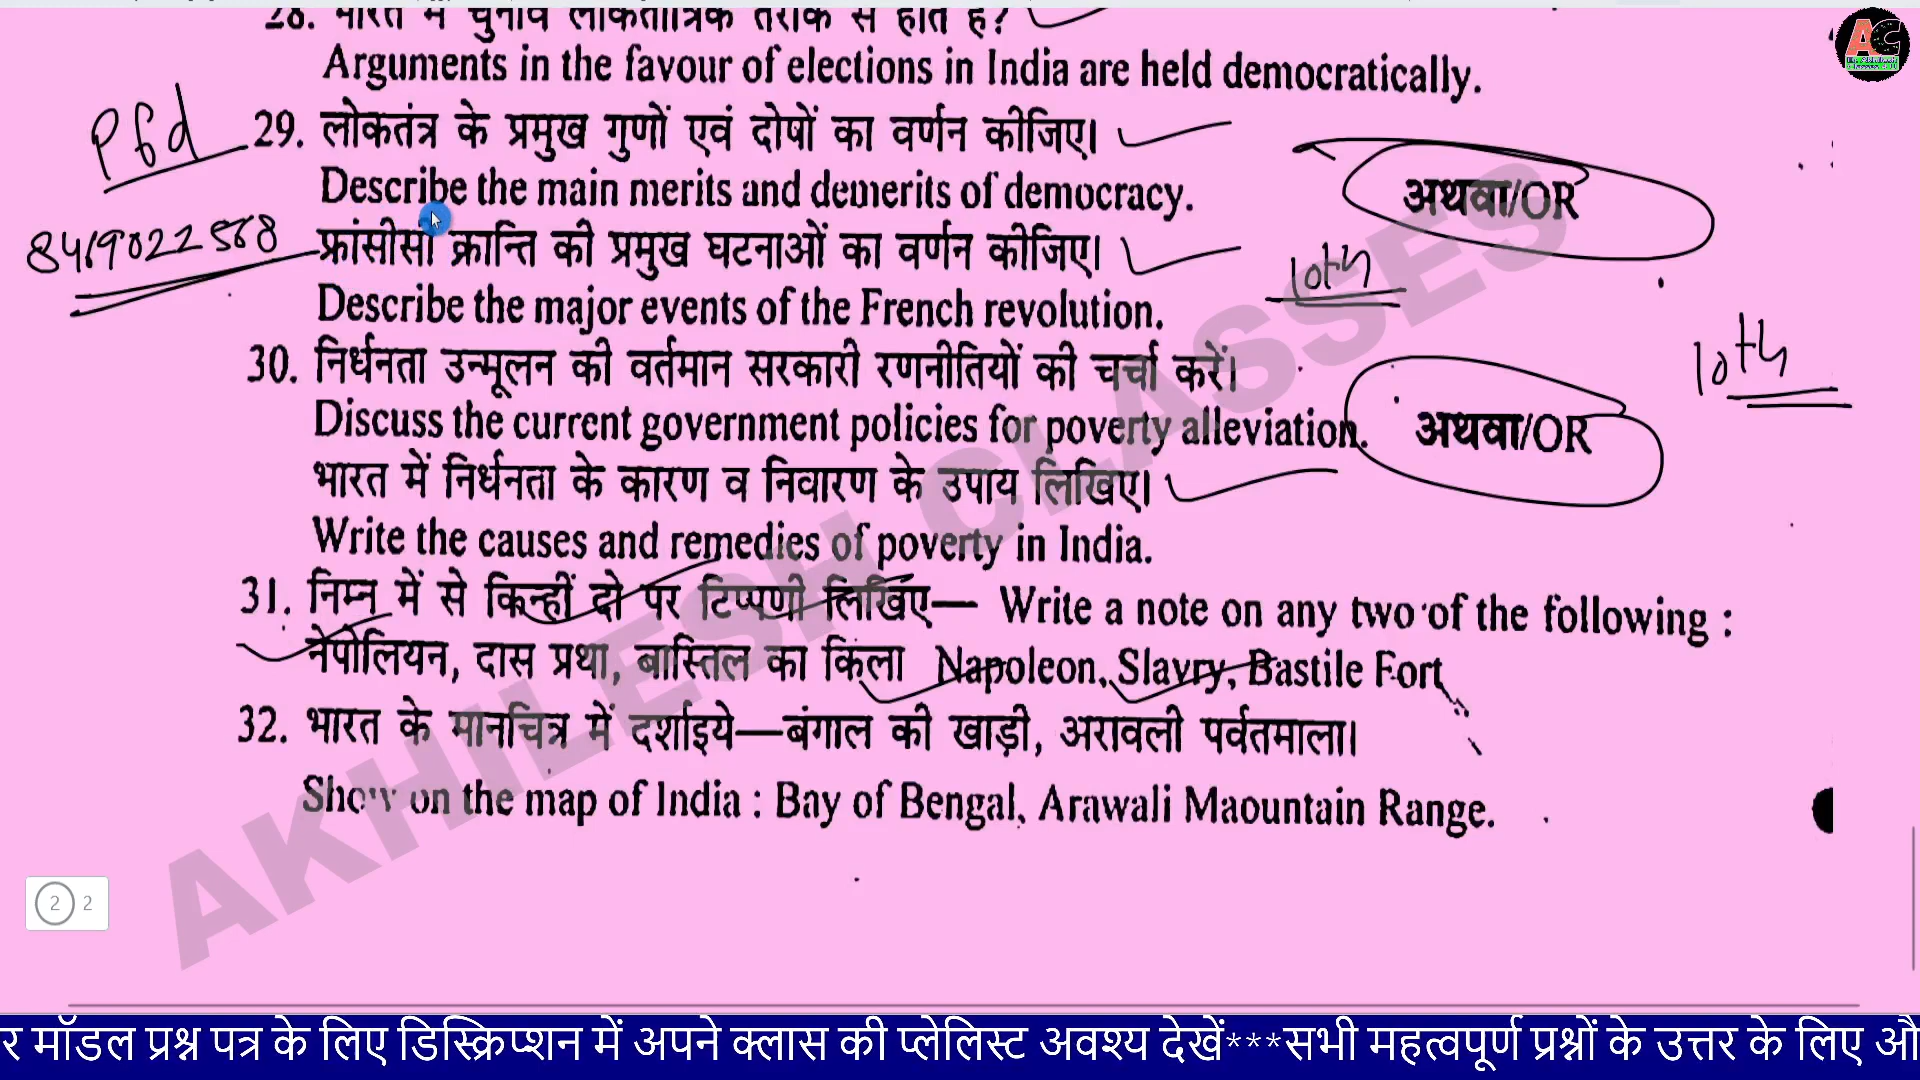 28. भारत में चुनाव लोकतांत्रिक तरीके से होते हैं?
Arguments in the favour of elections in India are held democratically.
Pfd
29. लोकतंत्र के प्रमुख गुणों एवं दोषों का वर्णन कीजिए।
Describe the main merits and demerits of democracy. अथवा/OR
फ्रांसीसी क्रान्ति की प्रमुख घटनाओं का वर्णन कीजिए। 10th
Describe the major events of the French revolution.
30. निर्धनता उन्मूलन की वर्तमान सरकारी रणनीतियों की चर्चा करें। 10th
Discuss the current government policies for poverty alleviation. अथवा/OR
भारत में निर्धनता के कारण व निवारण के उपाय लिखिए।
Write the causes and remedies of poverty in India.
31. निम्न में से किन्हीं दो पर टिप्पणी लिखिए— Write a note on any two of the following :
नेपोलियन, दास प्रथा, बास्तिल का किला Napoleon, Slavry, Bastile Fort
32. भारत के मानचित्र में दर्शाइये—बंगाल की खाड़ी, अरावली पर्वतमाला।
Show on the map of India : Bay of Bengal, Arawali Maountain Range.
AKHILESH CLASSES
AC
2 2
र मॉडल प्रश्न पत्र के लिए डिस्क्रिप्शन में अपने क्लास की प्लेलिस्ट अवश्य देखें***सभी महत्वपूर्ण प्रश्नों के उत्तर के लिए औ